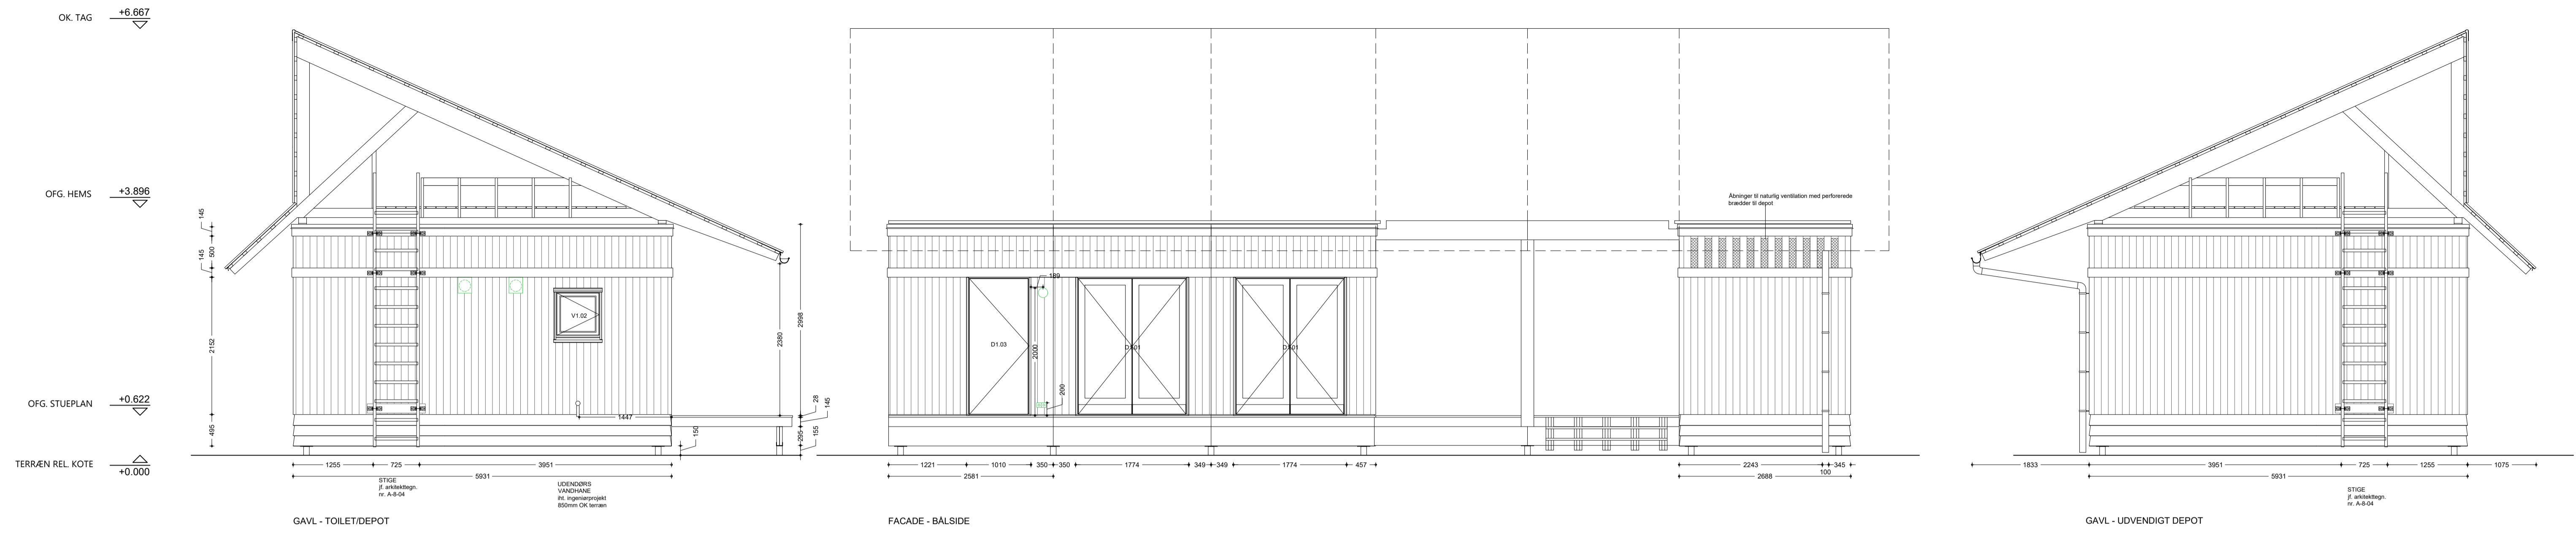 OK. TAG
+6.667
OFG. HEMS
+3.896
OFG. STUEPLAN
+0.622
TERRÆN REL. KOTE
+0.000
145
500
145
2152
495
V1.02
1447
150
2380
2998
28
145
295
155
1255
725
3951
5931
STIGE
jf. arkitekttegn.
nr. A-8-04
UDENDØRS
VANDHANE
iht. ingeniørprojekt
850mm OK terræn
GAVL - TOILET/DEPOT
Åbninger til naturlig ventilation med perforerede
brædder til depot
189
D1.03
2000
200
D1.01
D1.01
1221
1010
350
350
1774
349
349
1774
457
2581
2243
100
345
2688
FACADE - BÅLSIDE
1833
3951
725
1255
1075
5931
STIGE
jf. arkitekttegn.
nr. A-8-04
GAVL - UDVENDIGT DEPOT